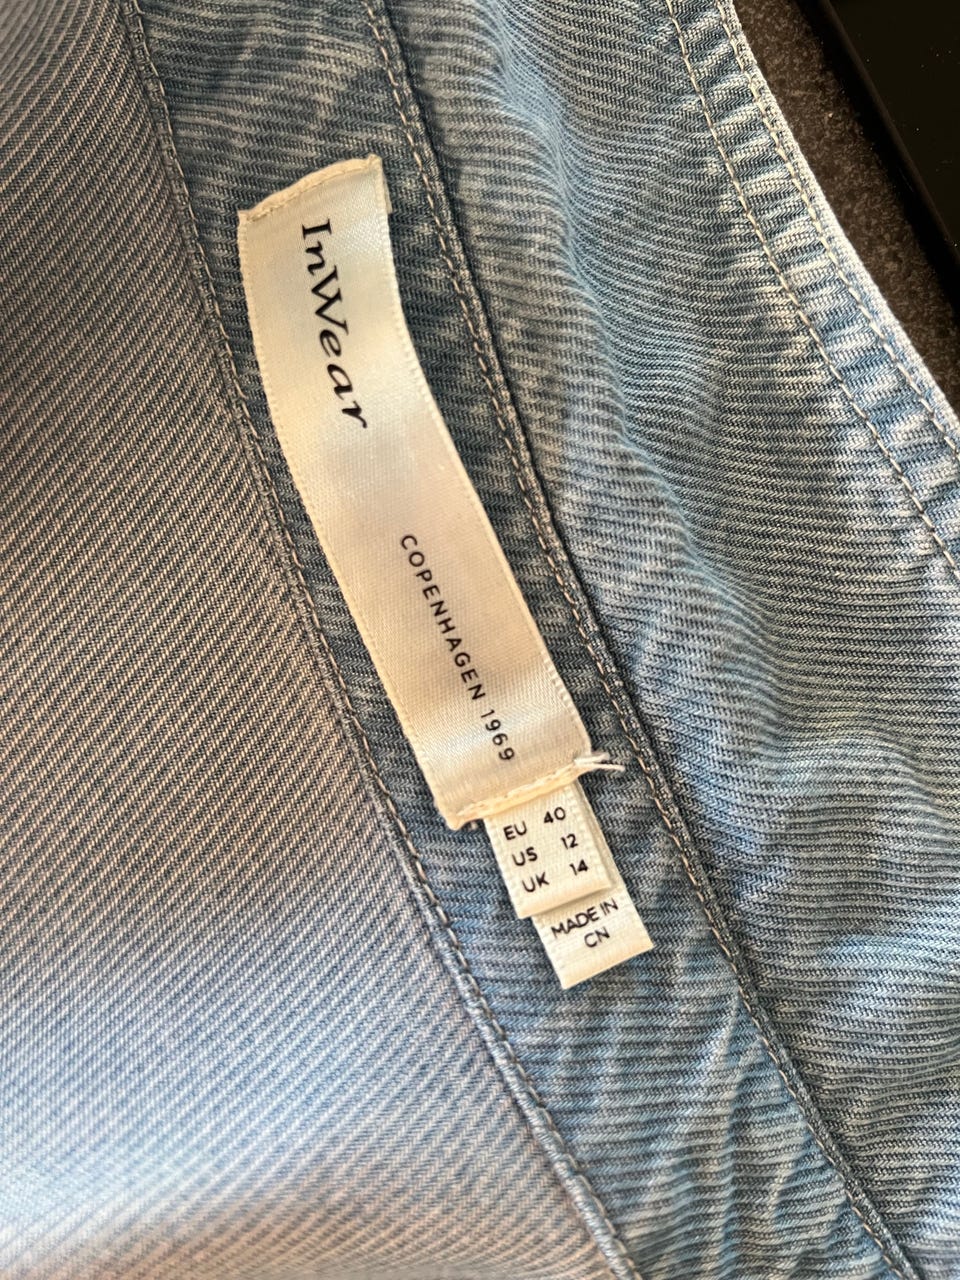 InWear
COPENHAGEN 1969
EU 40
US 12
UK 14
MADE IN
CN